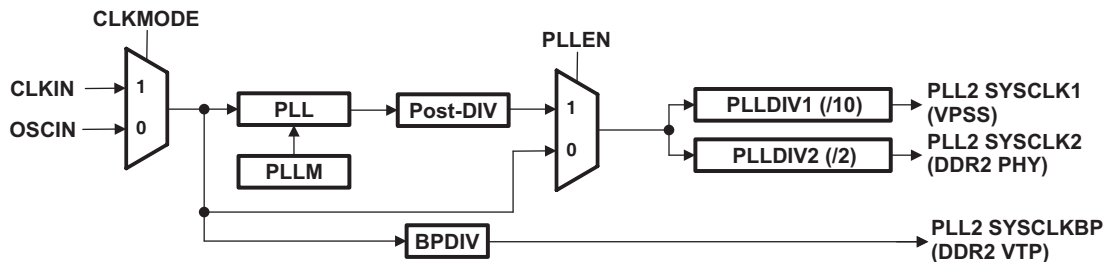 CLKMODE
PLLEN
CLKIN
1
OSCIN
0
PLL
Post-DIV
1
0
PLLM
PLLDIV1 (/10)
PLL2 SYSCLK1
(VPSS)
PLLDIV2 (/2)
PLL2 SYSCLK2
(DDR2 PHY)
BPDIV
PLL2 SYSCLKBP
(DDR2 VTP)